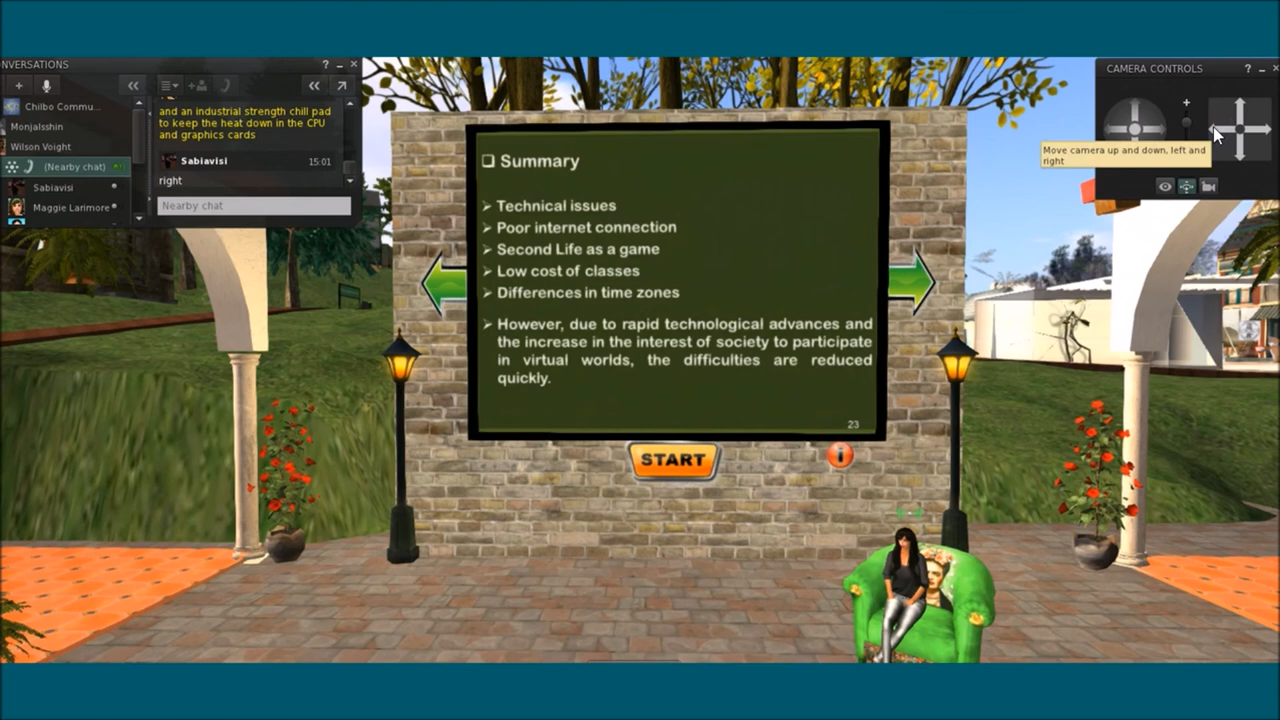 NVERSATIONS
? _ ×
Chilbo Commu...
Monjalsshin
Wilson Voight
(Nearby chat)
Sabiavisi
Maggie Larimore
and an industrial strength chill pad
to keep the heat down in the CPU
and graphics cards
Sabiavisi 15:01
right
Nearby chat
Summary
Technical issues
Poor internet connection
Second Life as a game
Low cost of classes
Differences in time zones
However, due to rapid technological advances and
the increase in the interest of society to participate
in virtual worlds, the difficulties are reduced
quickly.
23
START
i
CAMERA CONTROLS
? _ ×
Move camera up and down, left and
right